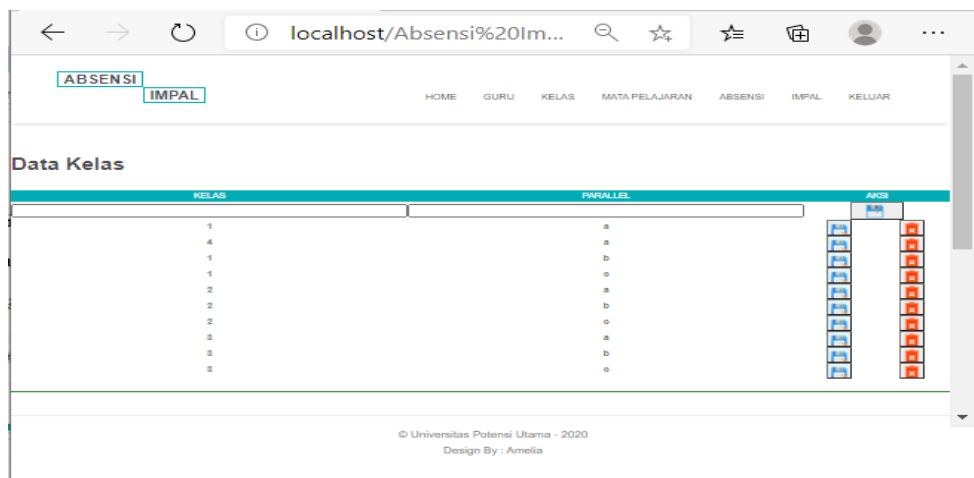 localhost/Absensi%20Im...
ABSENSI
IMPAL
HOME GURU KELAS MATA PELAJARAN ABSENSI IMPAL KELUAR
Data Kelas
KELAS PARALLEL AKSI
1 a
4 a
1 b
1 c
2 a
2 b
2 c
3 a
3 b
3 c
© Universitas Potensi Utama - 2020
Design By : Amelia